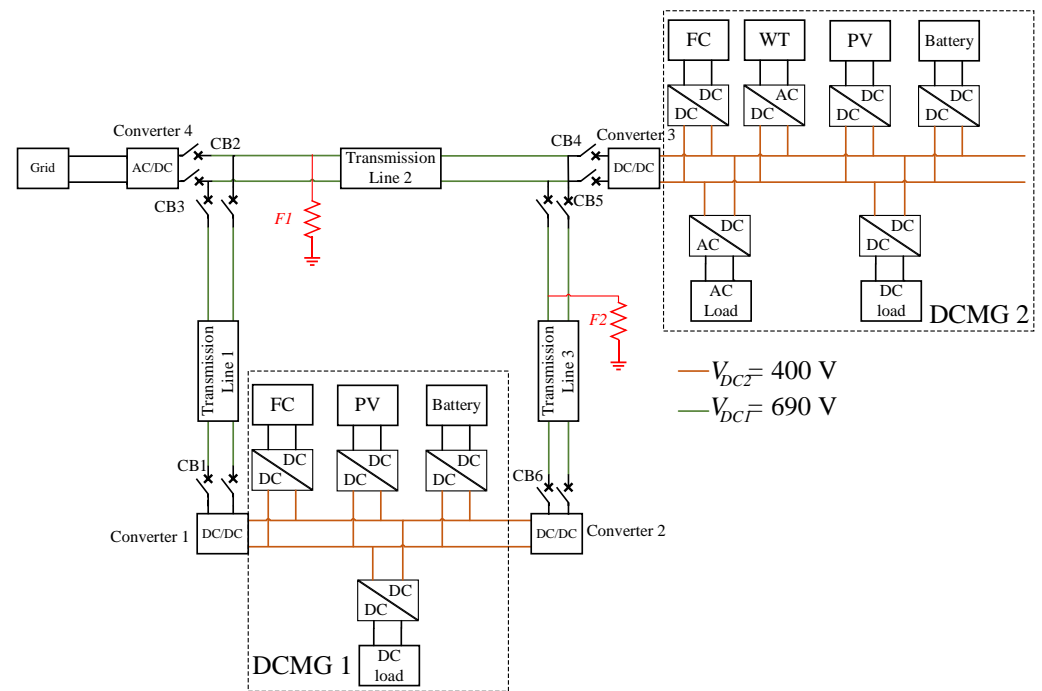 FC
WT
PV
Battery
DC
DC
AC
DC
DC
DC
DC
DC
Converter 4
CB2
CB4
Converter 3
Grid
AC/DC
Transmission
Line 2
DC/DC
CB3
F1
CB5
DC
AC
DC
DC
AC
Load
DC
load
DCMG 2
F2
Transmission
Line 1
Transmission
Line 3
VDC2= 400 V
VDC1= 690 V
FC
PV
Battery
CB1
DC
DC
DC
DC
DC
DC
CB6
Converter 1
DC/DC
DC/DC
Converter 2
DC
DC
DCMG 1
DC
load